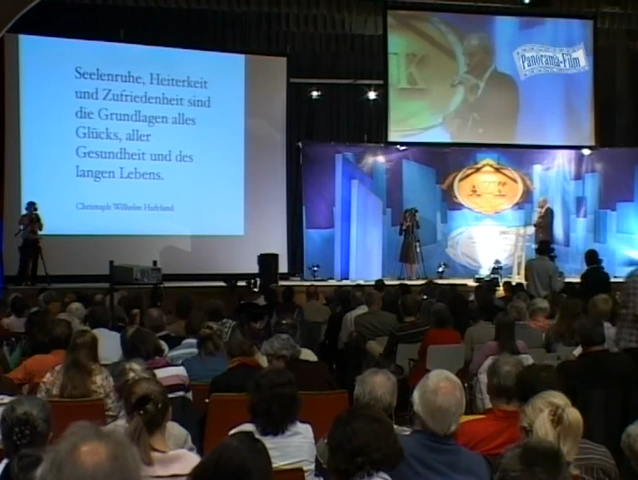 Seelenruhe, Heiterkeit
und Zufriedenheit sind
die Grundlagen alles
Glücks, aller
Gesundheit und des
langen Lebens.
Christoph Wilhelm Hufeland
Panorama-Film